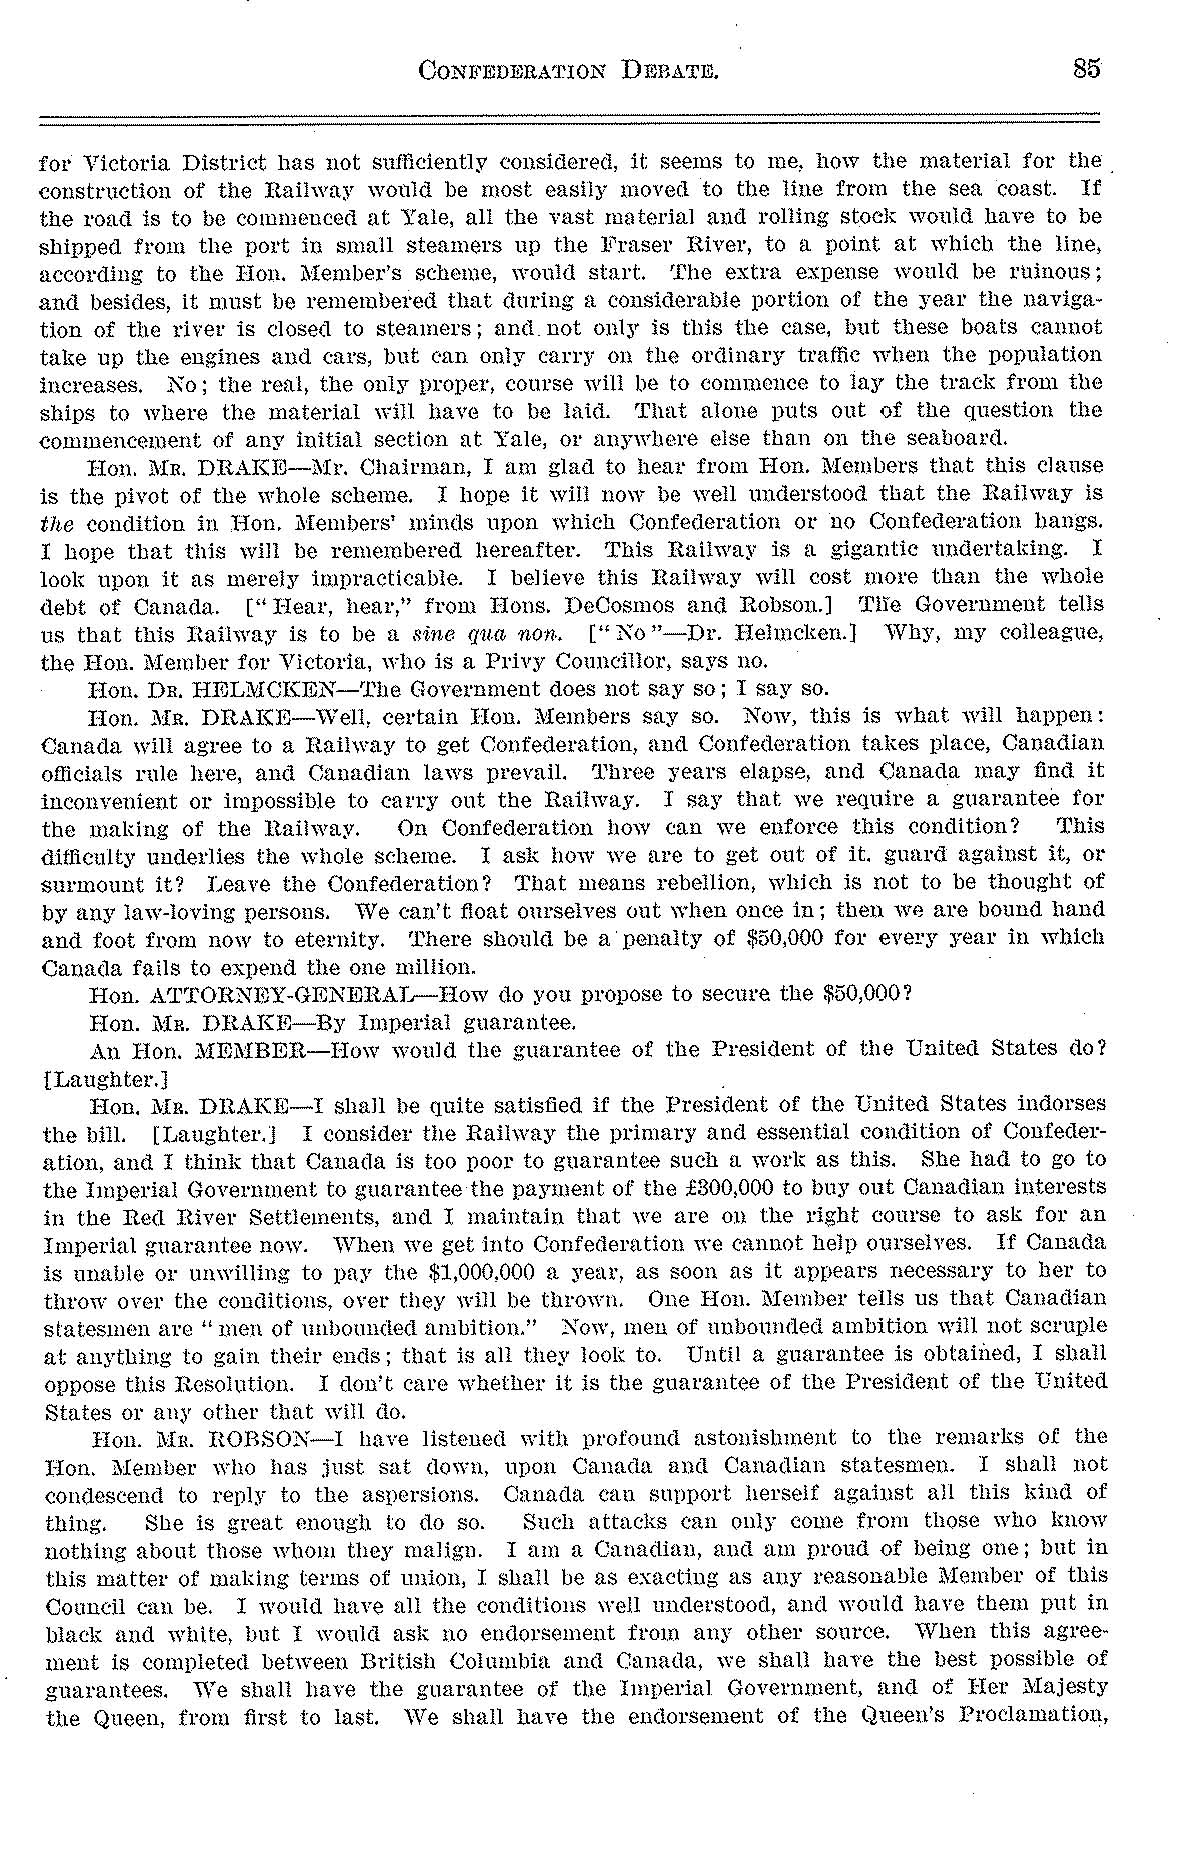 CONFEDERATION DEBATE. 85
for Victoria District has not sufficiently considered, it seems to me, how the material for the
construction of the Railway would be most easily moved to the line from the sea coast. If
the road is to be commenced at Yale, all the vast material and rolling stock would have to be
shipped from the port in small steamers up the Fraser River, to a point at which the line,
according to the Hon. Member's scheme, would start. The extra expense would be ruinous;
and besides, it must be remembered that during a considerable portion of the year the naviga-
tion of the river is closed to steamers; and not only is this the case, but these boats cannot
take up the engines and cars, but can only carry on the ordinary traffic when the population
increases. No; the real, the only proper, course will be to commence to lay the track from the
ships to where the material will have to be laid. That alone puts out of the question the
commencement of any initial section at Yale, or anywhere else than on the seaboard.
Hon. MR. DRAKE—Mr. Chairman, I am glad to hear from Hon. Members that this clause
is the pivot of the whole scheme. I hope it will now be well understood that the Railway is
the condition in Hon. Members' minds upon which Confederation or no Confederation hangs.
I hope that this will be remembered hereafter. This Railway is a gigantic undertaking. I
look upon it as merely impracticable. I believe this Railway will cost more than the whole
debt of Canada. ["Hear, hear," from Hons. DeCosmos and Robson.] The Government tells
us that this Railway is to be a sine qua non. ["No"—Dr. Helmcken.] Why, my colleague,
the Hon. Member for Victoria, who is a Privy Councillor, says no.
Hon. DR. HELMCKEN—The Government does not say so; I say so.
Hon. MR. DRAKE—Well, certain Hon. Members say so. Now, this is what will happen:
Canada will agree to a Railway to get Confederation, and Confederation takes place, Canadian
officials rule here, and Canadian laws prevail. Three years elapse, and Canada may find it
inconvenient or impossible to carry out the Railway. I say that we require a guarantee for
the making of the Railway. On Confederation how can we enforce this condition? This
difficulty underlies the whole scheme. I ask how we are to get out of it. guard against it, or
surmount it? Leave the Confederation? That means rebellion, which is not to be thought of
by any law-loving persons. We can't float ourselves out when once in; then we are bound hand
and foot from now to eternity. There should be a penalty of $50,000 for every year in which
Canada fails to expend the one million.
Hon. ATTORNEY-GENERAL—How do you propose to secure the $50,000?
Hon. MR. DRAKE—By Imperial guarantee.
An Hon. MEMBER—How would the guarantee of the President of the United States do?
[Laughter.]
Hon. MR. DRAKE—I shall be quite satisfied if the President of the United States indorses
the bill. [Laughter.] I consider the Railway the primary and essential condition of Confeder-
ation, and I think that Canada is too poor to guarantee such a work as this. She had to go to
the Imperial Government to guarantee the payment of the £300,000 to buy out Canadian interests
in the Red River Settlements, and I maintain that we are on the right course to ask for an
Imperial guarantee now. When we get into Confederation we cannot help ourselves. If Canada
is unable or unwilling to pay the $1,000,000 a year, as soon as it appears necessary to her to
throw over the conditions, over they will be thrown. One Hon. Member tells us that Canadian
statesmen are "men of unbounded ambition." Now, men of unbounded ambition will not scruple
at anything to gain their ends; that is all they look to. Until a guarantee is obtained, I shall
oppose this Resolution. I don't care whether it is the guarantee of the President of the United
States or any other that will do.
Hon. MR. ROBSON—I have listened with profound astonishment to the remarks of the
Hon. Member who has just sat down, upon Canada and Canadian statesmen. I shall not
condescend to reply to the aspersions. Canada can support herself against all this kind of
thing. She is great enough to do so. Such attacks can only come from those who know
nothing about those whom they malign. I am a Canadian, and am proud of being one; but in
this matter of making terms of union, I shall be as exacting as any reasonable Member of this
Council can be. I would have all the conditions well understood, and would have them put in
black and white, but I would ask no endorsement from any other source. When this agree-
ment is completed between British Columbia and Canada, we shall have the best possible of
guarantees. We shall have the guarantee of the Imperial Government, and of Her Majesty
the Queen, from first to last. We shall have the endorsement of the Queen's Proclamation,